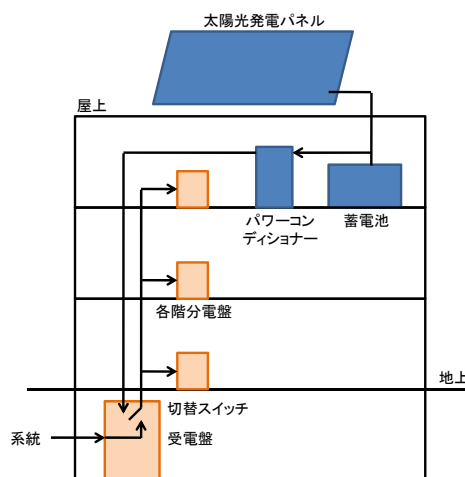 太陽光発電パネル
屋上
パワーコン
ディショナー
蓄電池
各階分電盤
地上
切替スイッチ
系統
受電盤